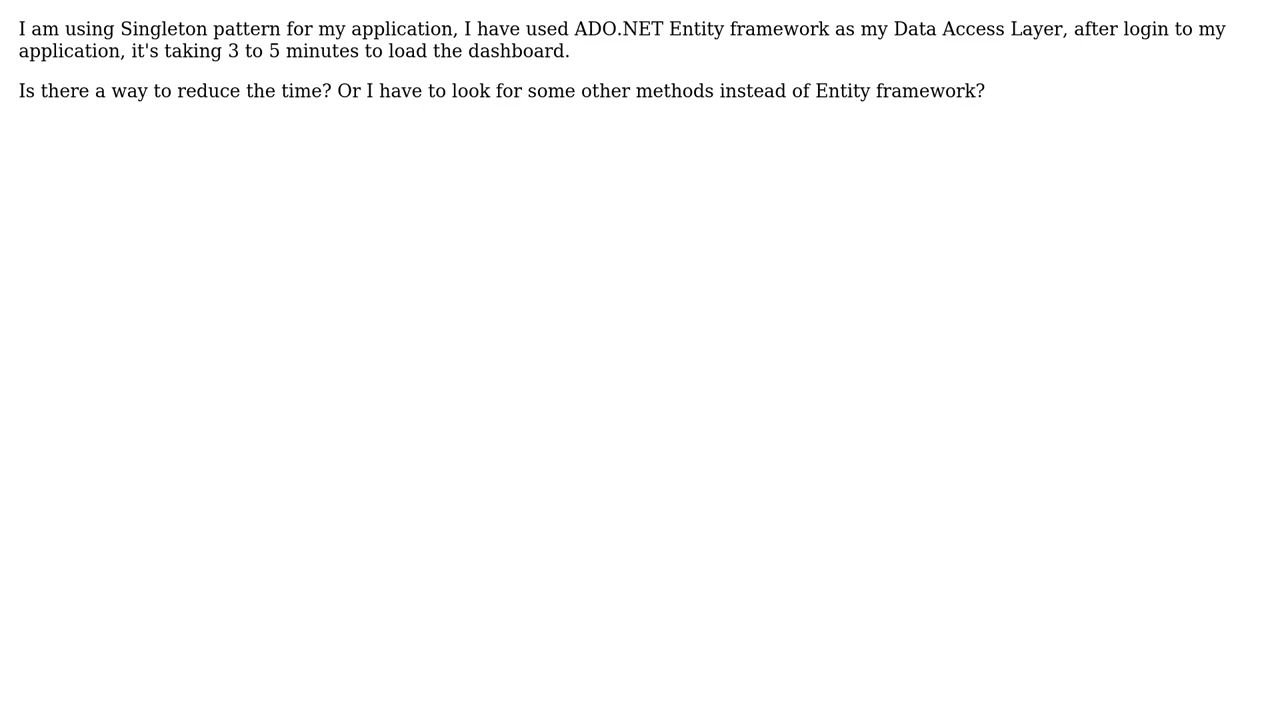 I am using Singleton pattern for my application, I have used ADO.NET Entity framework as my Data Access Layer, after login to my
application, it's taking 3 to 5 minutes to load the dashboard.
Is there a way to reduce the time? Or I have to look for some other methods instead of Entity framework?